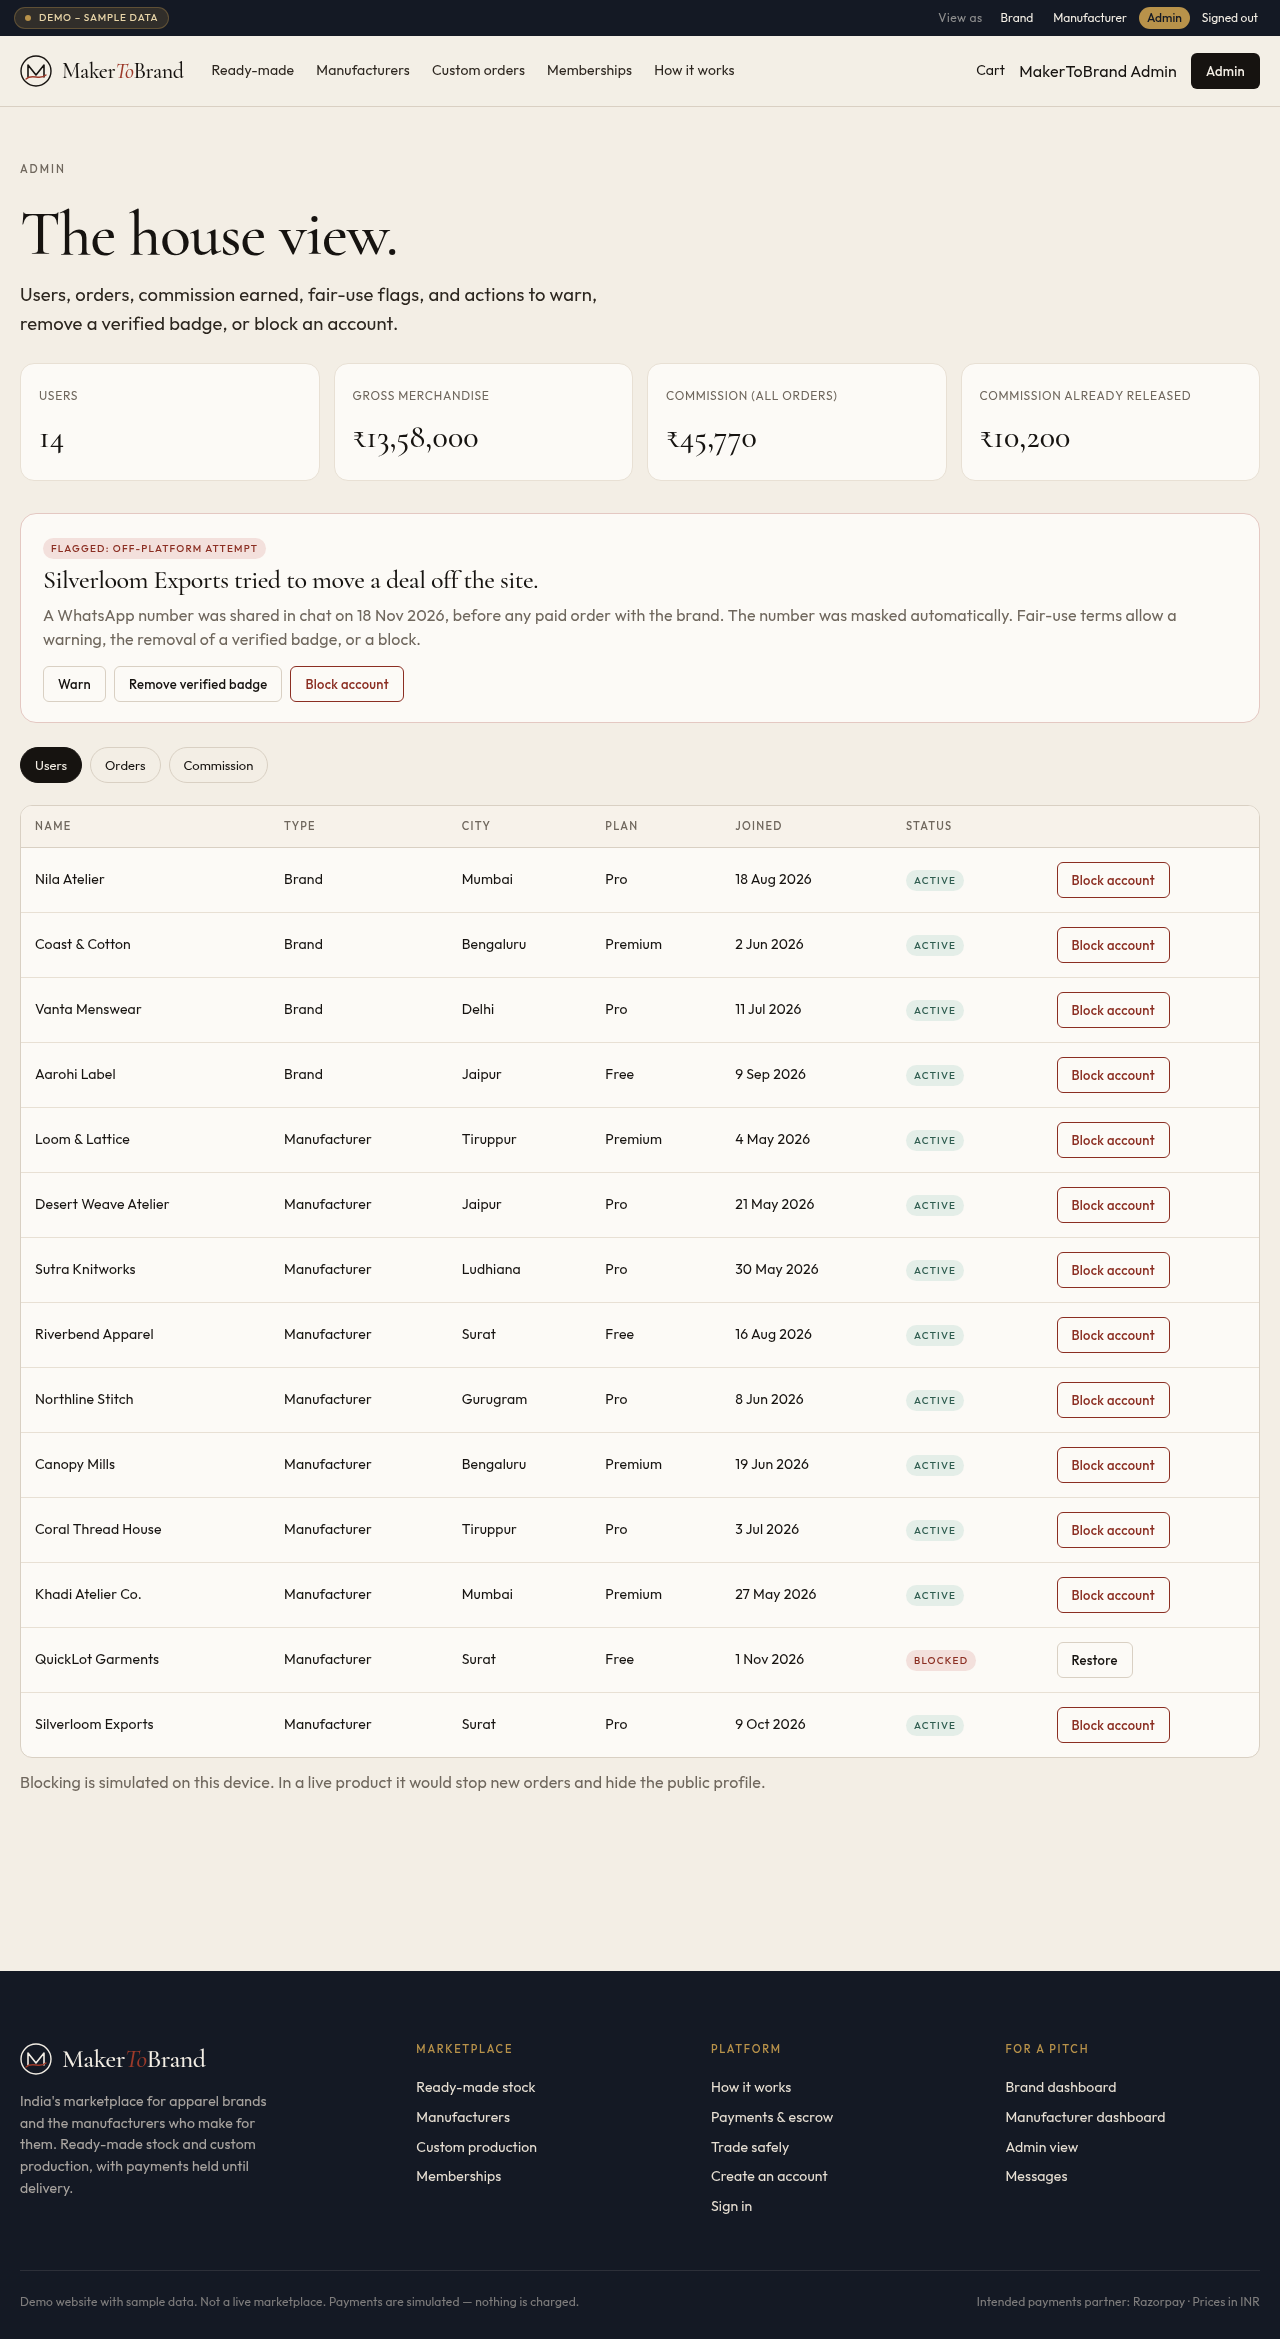 DEMO – SAMPLE DATA
View as Brand Manufacturer Admin Signed out
MakerToBrand Ready-made Manufacturers Custom orders Memberships How it works Cart MakerToBrand Admin Admin
ADMIN
The house view.
Users, orders, commission earned, fair-use flags, and actions to warn,
remove a verified badge, or block an account.
USERS GROSS MERCHANDISE COMMISSION (ALL ORDERS) COMMISSION ALREADY RELEASED
14 ₹13,58,000 ₹45,770 ₹10,200
FLAGGED: OFF-PLATFORM ATTEMPT
Silverloom Exports tried to move a deal off the site.
A WhatsApp number was shared in chat on 18 Nov 2026, before any paid order with the brand. The number was masked automatically. Fair-use terms allow a
warning, the removal of a verified badge, or a block.
Warn Remove verified badge Block account
Users Orders Commission
NAME TYPE CITY PLAN JOINED STATUS
Nila Atelier Brand Mumbai Pro 18 Aug 2026 ACTIVE Block account
Coast & Cotton Brand Bengaluru Premium 2 Jun 2026 ACTIVE Block account
Vanta Menswear Brand Delhi Pro 11 Jul 2026 ACTIVE Block account
Aarohi Label Brand Jaipur Free 9 Sep 2026 ACTIVE Block account
Loom & Lattice Manufacturer Tiruppur Premium 4 May 2026 ACTIVE Block account
Desert Weave Atelier Manufacturer Jaipur Pro 21 May 2026 ACTIVE Block account
Sutra Knitworks Manufacturer Ludhiana Pro 30 May 2026 ACTIVE Block account
Riverbend Apparel Manufacturer Surat Free 16 Aug 2026 ACTIVE Block account
Northline Stitch Manufacturer Gurugram Pro 8 Jun 2026 ACTIVE Block account
Canopy Mills Manufacturer Bengaluru Premium 19 Jun 2026 ACTIVE Block account
Coral Thread House Manufacturer Tiruppur Pro 3 Jul 2026 ACTIVE Block account
Khadi Atelier Co. Manufacturer Mumbai Premium 27 May 2026 ACTIVE Block account
QuickLot Garments Manufacturer Surat Free 1 Nov 2026 BLOCKED Restore
Silverloom Exports Manufacturer Surat Pro 9 Oct 2026 ACTIVE Block account
Blocking is simulated on this device. In a live product it would stop new orders and hide the public profile.
MakerToBrand
India's marketplace for apparel brands
and the manufacturers who make for
them. Ready-made stock and custom
production, with payments held until
delivery.
MARKETPLACE
Ready-made stock
Manufacturers
Custom production
Memberships
PLATFORM
How it works
Payments & escrow
Trade safely
Create an account
Sign in
FOR A PITCH
Brand dashboard
Manufacturer dashboard
Admin view
Messages
Demo website with sample data. Not a live marketplace. Payments are simulated — nothing is charged.
Intended payments partner: Razorpay · Prices in INR